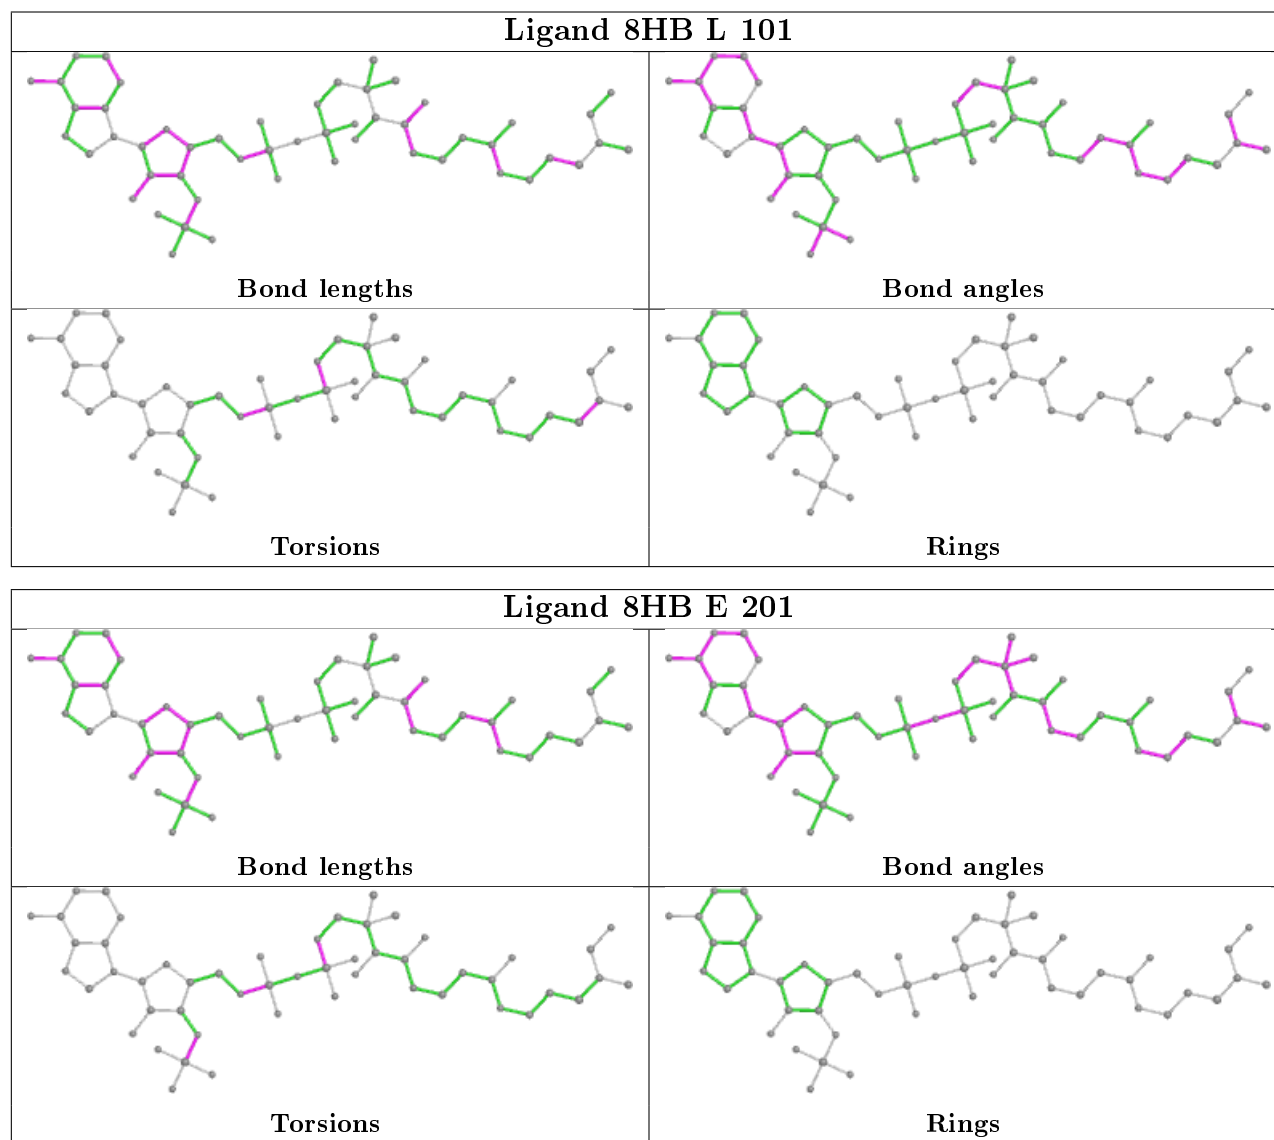 Ligand 8HB L 101
Bond lengths
Bond angles
Torsions
Rings
Ligand 8HB E 201
Bond lengths
Bond angles
Torsions
Rings